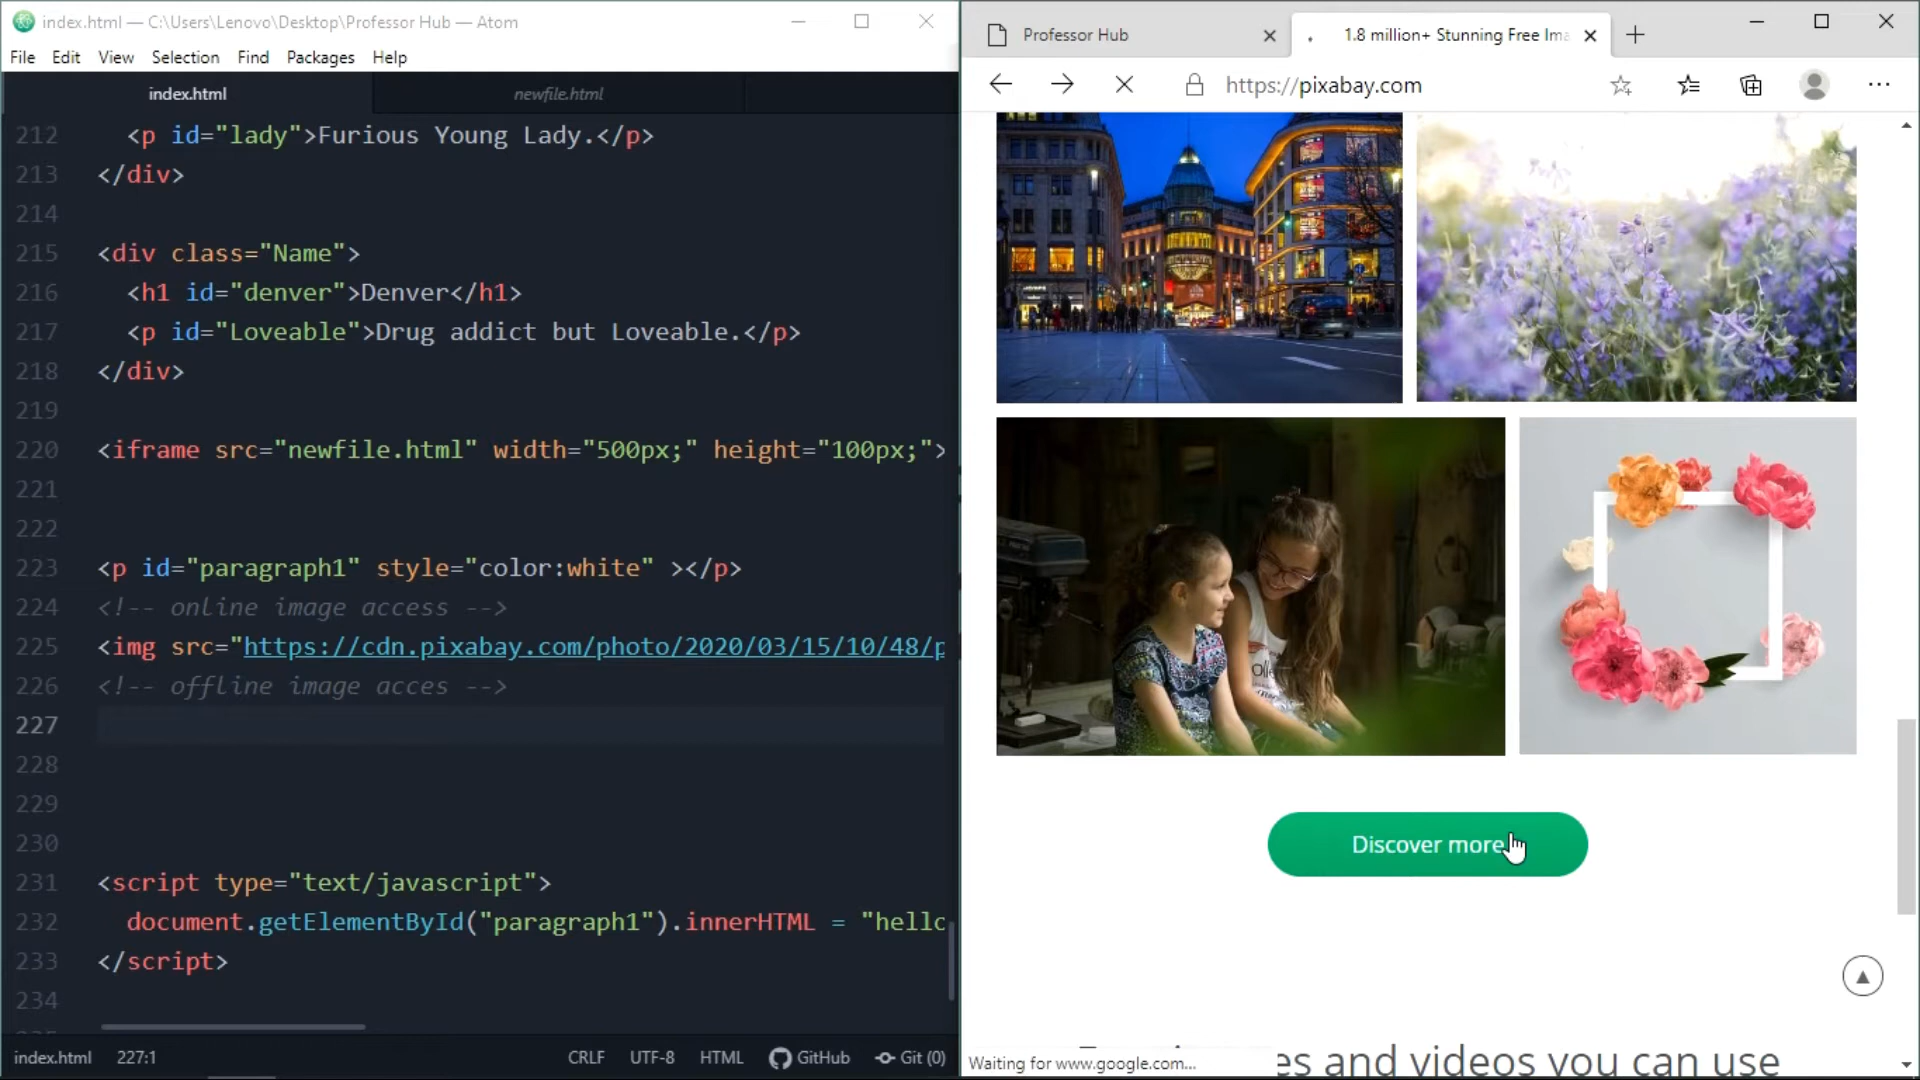 index.html — C:\Users\Lenovo\Desktop\Professor Hub — Atom
File Edit View Selection Find Packages Help
index.html newfile.html
212 <p id="lady">Furious Young Lady.</p>
213 </div>
214
215 <div class="Name">
216 <h1 id="denver">Denver</h1>
217 <p id="Loveable">Drug addict but Loveable.</p>
218 </div>
219
220 <iframe src="newfile.html" width="500px;" height="100px;">
221
222
223 <p id="paragraph1" style="color:white" ></p>
224 <!-- online image access -->
225 <img src="https://cdn.pixabay.com/photo/2020/03/15/10/48/p
226 <!-- offline image acces -->
227
228
229
230
231 <script type="text/javascript">
232 document.getElementById("paragraph1").innerHTML = "hello
233 </script>
234
index.html 227:1 CRLF UTF-8 HTML GitHub Git (0)
Professor Hub 1.8 million+ Stunning Free Ima
https://pixabay.com
Discover more
es and videos you can use
Waiting for www.google.com...